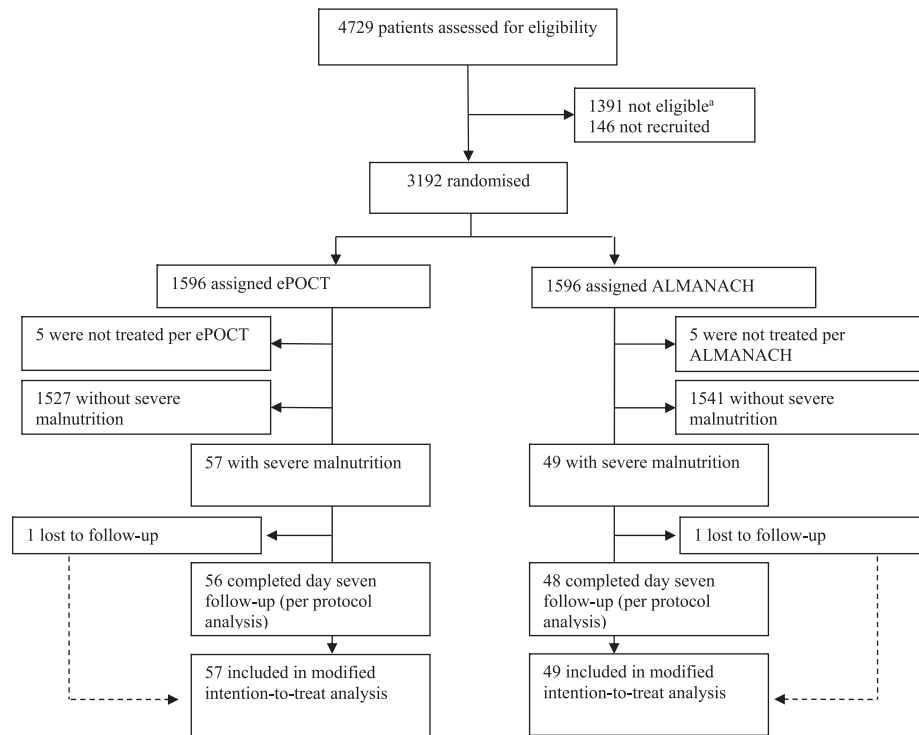 4729 patients assessed for eligibility
1391 not eligibleᵃ
146 not recruited
3192 randomised
1596 assigned ePOCT
1596 assigned ALMANACH
5 were not treated per ePOCT
5 were not treated per
ALMANACH
1527 without severe
malnutrition
1541 without severe
malnutrition
57 with severe malnutrition
49 with severe malnutrition
1 lost to follow-up
1 lost to follow-up
56 completed day seven
follow-up (per protocol
analysis)
48 completed day seven
follow-up (per protocol
analysis)
57 included in modified
intention-to-treat analysis
49 included in modified
intention-to-treat analysis